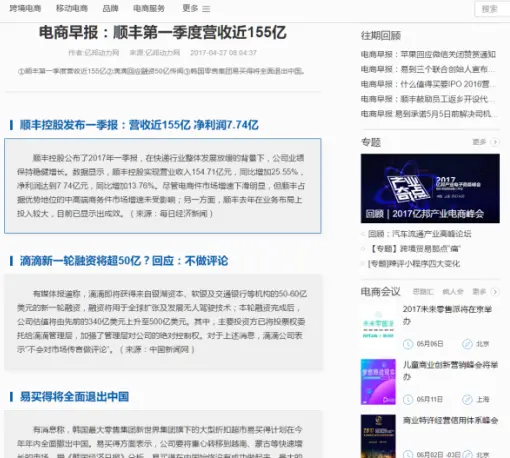 跨境电商 移动电商 品牌 电商服务 更多
搜索
电商早报：顺丰第一季度营收近155亿
作者:亿邦动力网 来源:亿邦动力网 2017-04-27 08:04:37
①顺丰第一季度营收近155亿②滴滴回应融资50亿传闻③韩国零售集团易买得将全面退出中国。
顺丰控股发布一季报：营收近155亿 净利润7.74亿
顺丰控股公布了2017年一季报，在快递行业整体发展放缓的背景下，公司业绩
保持稳健增长。数据显示，顺丰控股实现营业收入154.71亿元，同比增加25.55%，
净利润达到7.74亿元，同比增加13.76%。尽管电商件市场增速下滑明显，但顺丰占
据优势地位的中高端商务件市场增速未受影响；另一方面，顺丰去年在业务布局上
投入较大，目前已显示出成效。（来源：每日经济新闻）
滴滴新一轮融资将超50亿？回应：不做评论
有媒体报道称，滴滴即将获得来自银湖资本、软银及交通银行等机构的50-60亿
美元的新一轮融资，融资将用于全球扩张及发展无人驾驶技术；本轮融资完成后，
公司估值将由先前的340亿美元上升至500亿美元。其中，主要投资方已将投票权委
托给滴滴管理层，加强了管理层对公司的绝对控制权。对于上述消息，滴滴公司表
示“不会对市场传言做评论”。（来源：中国新闻网）
易买得将全面退出中国
有消息称，韩国最大零售集团新世界集团旗下的大型折扣超市易买得计划在今
年年内全面撤出中国。易买得方面表示，公司要将重心转移到越南、蒙古等快速增
往期回顾
电商早报：苹果回应微信关闭赞赏通知
电商早报：易到三个联合创始人宣布...
电商早报：什么值得买要IPO 2016营...
电商早报：顺丰鼓励员工返乡开设代...
电商早报 易到承诺5月5日前解决司机...
专题 更多
2017
亿邦产业电商峰会
回顾｜2017亿邦产业电商峰会
回顾：汽车流通产业高峰论坛
【专题】跨境贸易那点“痛”
[专题]辣评小程序四大变化
电商会议 更多
2017未来零售派将在京举
办
05月06日 北京
儿童商业创新营销峰会将举
办
05月11日 上海
商业特许经营信用体系峰会
06月02日 -03日 北京